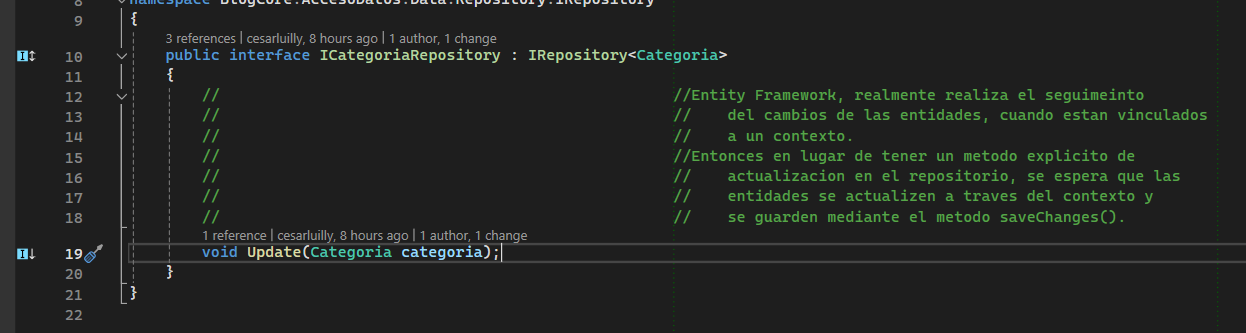 8 namespace BlogCore.AccesoDatos.Data.Repository.IRepository
9 {
3 references | cesarluilly, 8 hours ago | 1 author, 1 change
10 public interface ICategoriaRepository : IRepository<Categoria>
11 {
12 // //Entity Framework, realmente realiza el seguimeinto
13 // // del cambios de las entidades, cuando estan vinculados
14 // // a un contexto.
15 // //Entonces en lugar de tener un metodo explicito de
16 // // actualizacion en el repositorio, se espera que las
17 // // entidades se actualizen a traves del contexto y
18 // // se guarden mediante el metodo saveChanges().
1 reference | cesarluilly, 8 hours ago | 1 author, 1 change
19 void Update(Categoria categoria);
20 }
21 }
22